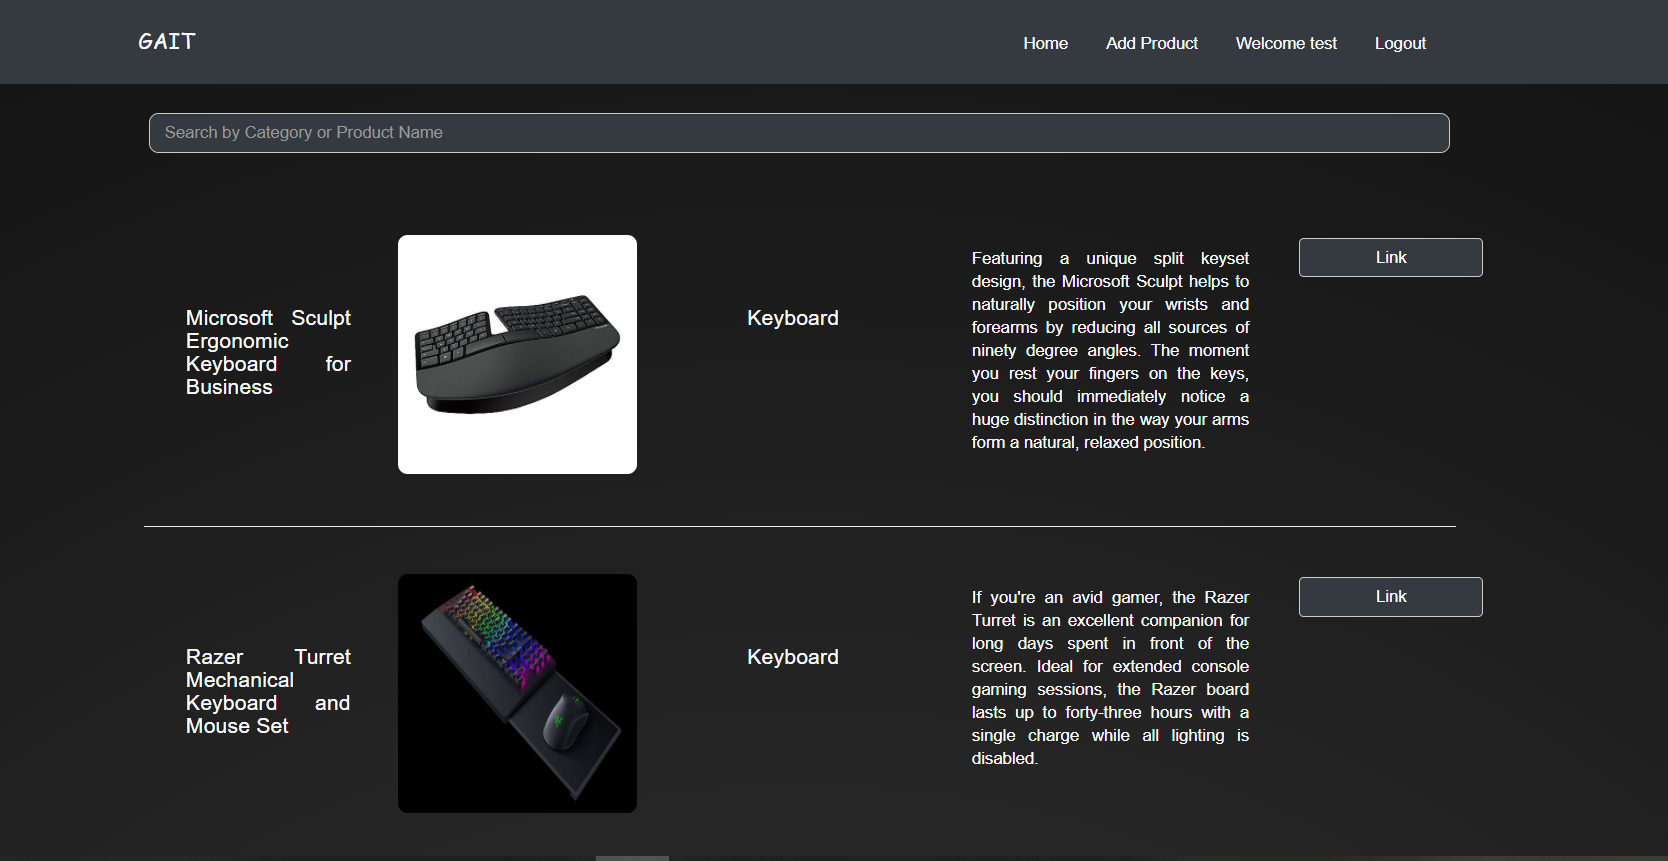 GAIT
Home
Add Product
Welcome test
Logout
Search by Category or Product Name
Microsoft Sculpt
Ergonomic
Keyboard for
Business
Keyboard
Featuring a unique split keyset
design, the Microsoft Sculpt helps to
naturally position your wrists and
forearms by reducing all sources of
ninety degree angles. The moment
you rest your fingers on the keys,
you should immediately notice a
huge distinction in the way your arms
form a natural, relaxed position.
Link
Razer Turret
Mechanical
Keyboard and
Mouse Set
Keyboard
If you're an avid gamer, the Razer
Turret is an excellent companion for
long days spent in front of the
screen. Ideal for extended console
gaming sessions, the Razer board
lasts up to forty-three hours with a
single charge while all lighting is
disabled.
Link